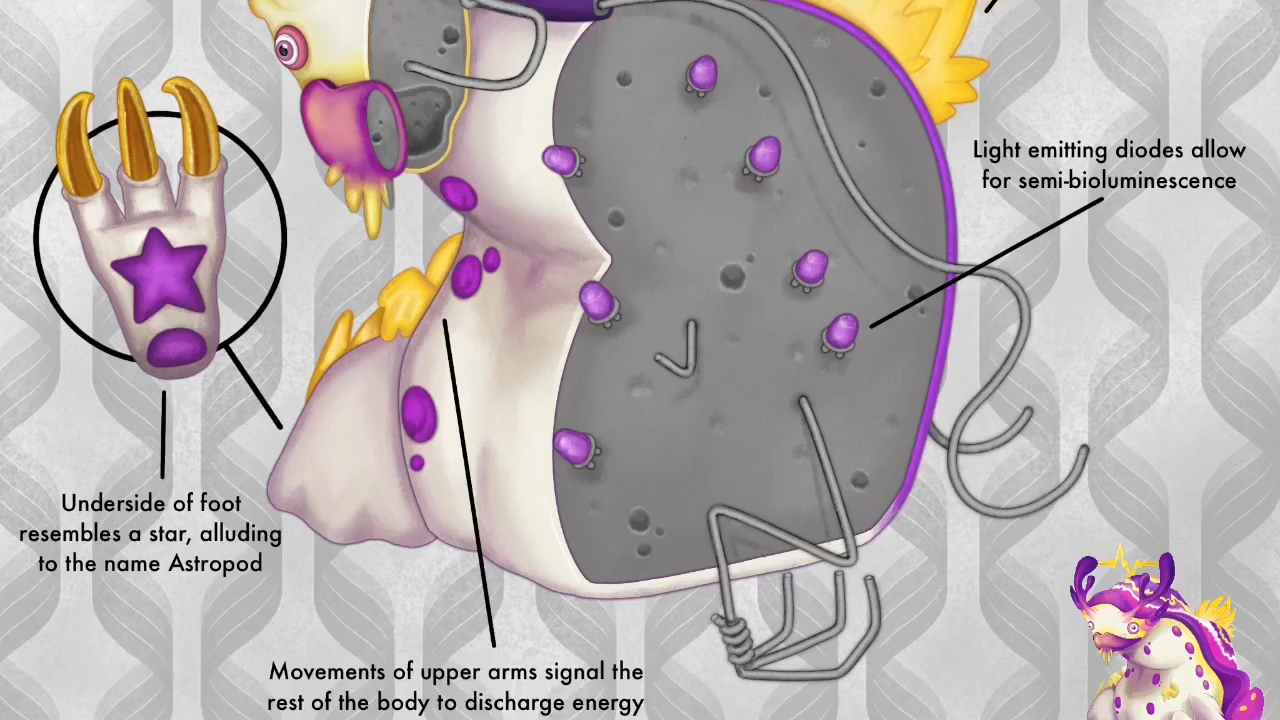 Light emitting diodes allow
for semi-bioluminescence
Underside of foot
resembles a star, alluding
to the name Astropod
Movements of upper arms signal the
rest of the body to discharge energy